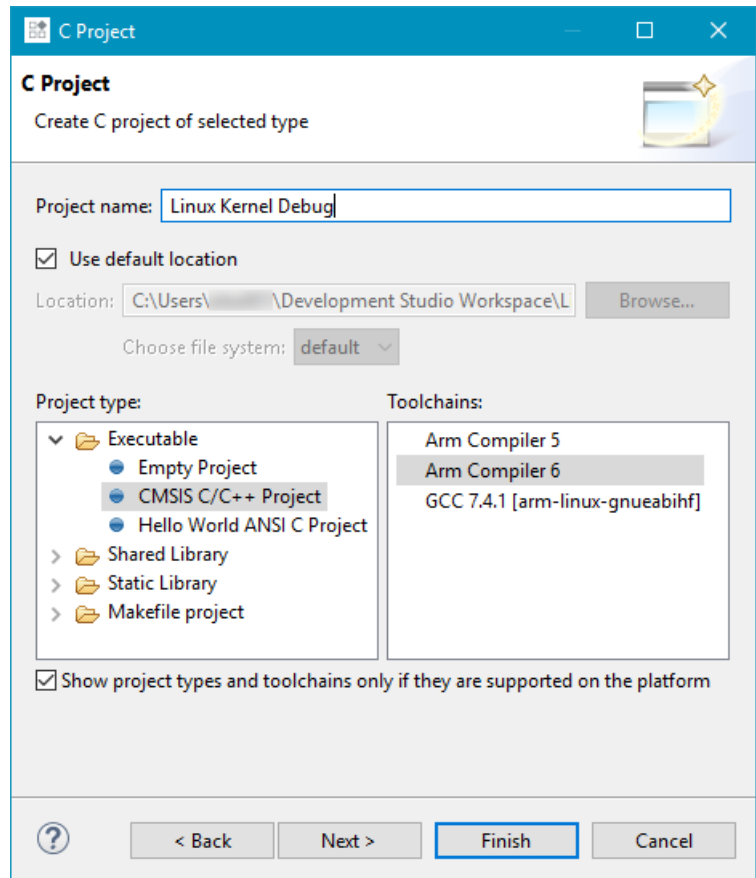 C Project
C Project
Create C project of selected type
Project name: Linux Kernel Debug
Use default location
Location: C:\Users\ \Development Studio Workspace\L Browse...
Choose file system: default
Project type: Toolchains:
Executable Arm Compiler 5
Empty Project Arm Compiler 6
CMSIS C/C++ Project GCC 7.4.1 [arm-linux-gnueabihf]
Hello World ANSI C Project
Shared Library
Static Library
Makefile project
Show project types and toolchains only if they are supported on the platform
? < Back Next > Finish Cancel